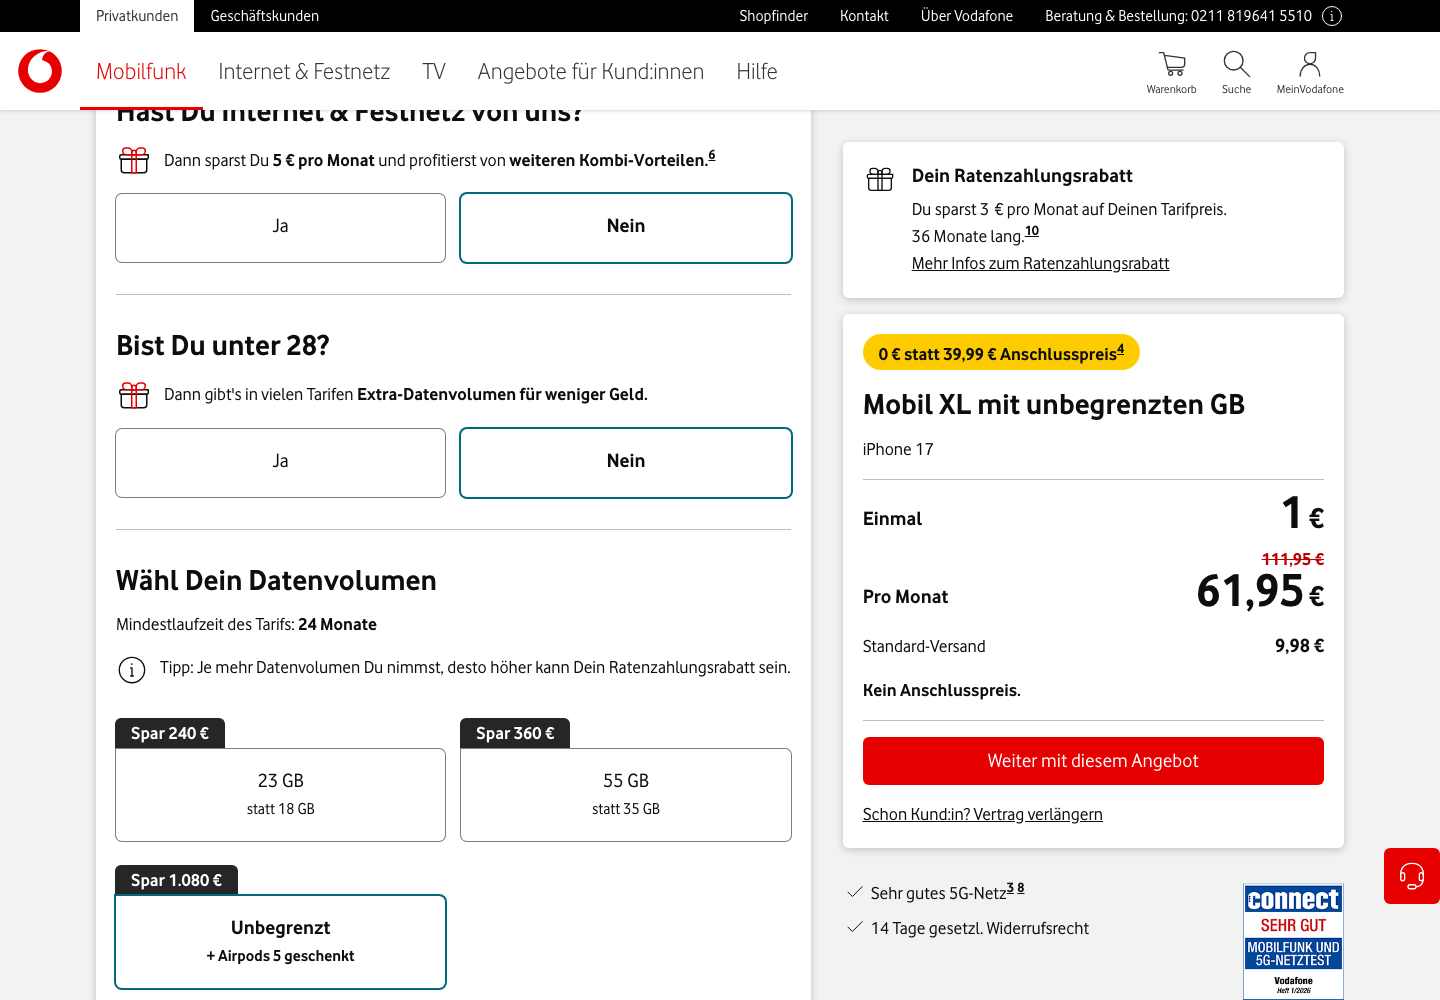 Privatkunden
Geschäftskunden
Shopfinder
Kontakt
Über Vodafone
Beratung & Bestellung: 0211 819641 5510
Mobilfunk
Internet & Festnetz
TV
Angebote für Kund:innen
Hilfe
Warenkorb
Suche
MeinVodafone
Hast Du Internet & Festnetz von uns?
Dann sparst Du 5 € pro Monat und profitierst von weiteren Kombi-Vorteilen.6
Ja
Nein
Bist Du unter 28?
Dann gibt's in vielen Tarifen Extra-Datenvolumen für weniger Geld.
Ja
Nein
Wähl Dein Datenvolumen
Mindestlaufzeit des Tarifs: 24 Monate
Tipp: Je mehr Datenvolumen Du nimmst, desto höher kann Dein Ratenzahlungsrabatt sein.
Spar 240 €
23 GB
statt 18 GB
Spar 360 €
55 GB
statt 35 GB
Spar 1.080 €
Unbegrenzt
+ Airpods 5 geschenkt
Dein Ratenzahlungsrabatt
Du sparst 3 € pro Monat auf Deinen Tarifpreis.
36 Monate lang.10
Mehr Infos zum Ratenzahlungsrabatt
0 € statt 39,99 € Anschlusspreis4
Mobil XL mit unbegrenzten GB
iPhone 17
Einmal
1 €
111,95 €
Pro Monat
61,95 €
Standard-Versand
9,98 €
Kein Anschlusspreis.
Weiter mit diesem Angebot
Schon Kund:in? Vertrag verlängern
Sehr gutes 5G-Netz3 8
14 Tage gesetzl. Widerrufsrecht
connect
SEHR GUT
MOBILFUNK UND
5G-NETZTEST
Vodafone
Heft 1/2026